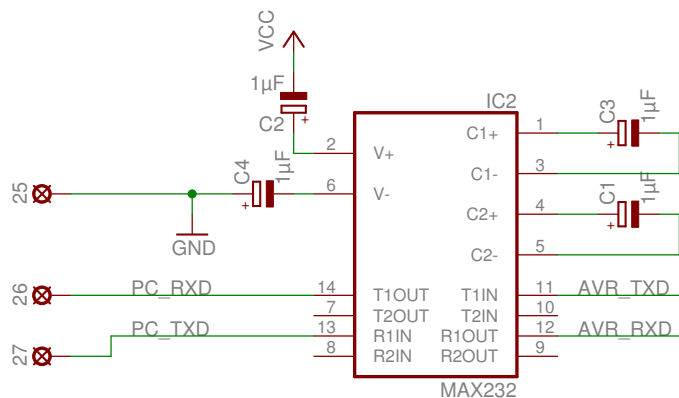 VCC
1µF
C2
+
IC2
2
V+
C1+
1
C3
1µF
+
C4
1µF
+
25
6
V-
C1-
3
C2+
4
C1
1µF
+
GND
C2-
5
26
PC_RXD
14
T1OUT
T1IN
11
AVR_TXD
7
T2OUT
T2IN
10
27
PC_TXD
13
R1IN
R1OUT
12
AVR_RXD
8
R2IN
R2OUT
9
MAX232